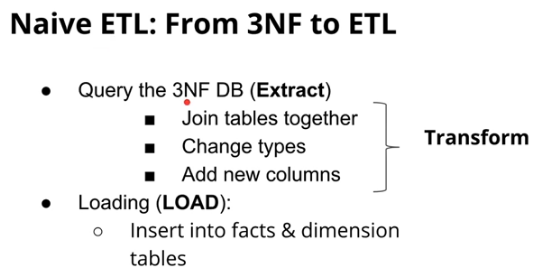 Naive ETL: From 3NF to ETL
● Query the 3NF DB (Extract)
■ Join tables together
■ Change types
■ Add new columns
Transform
● Loading (LOAD):
○ Insert into facts & dimension
tables